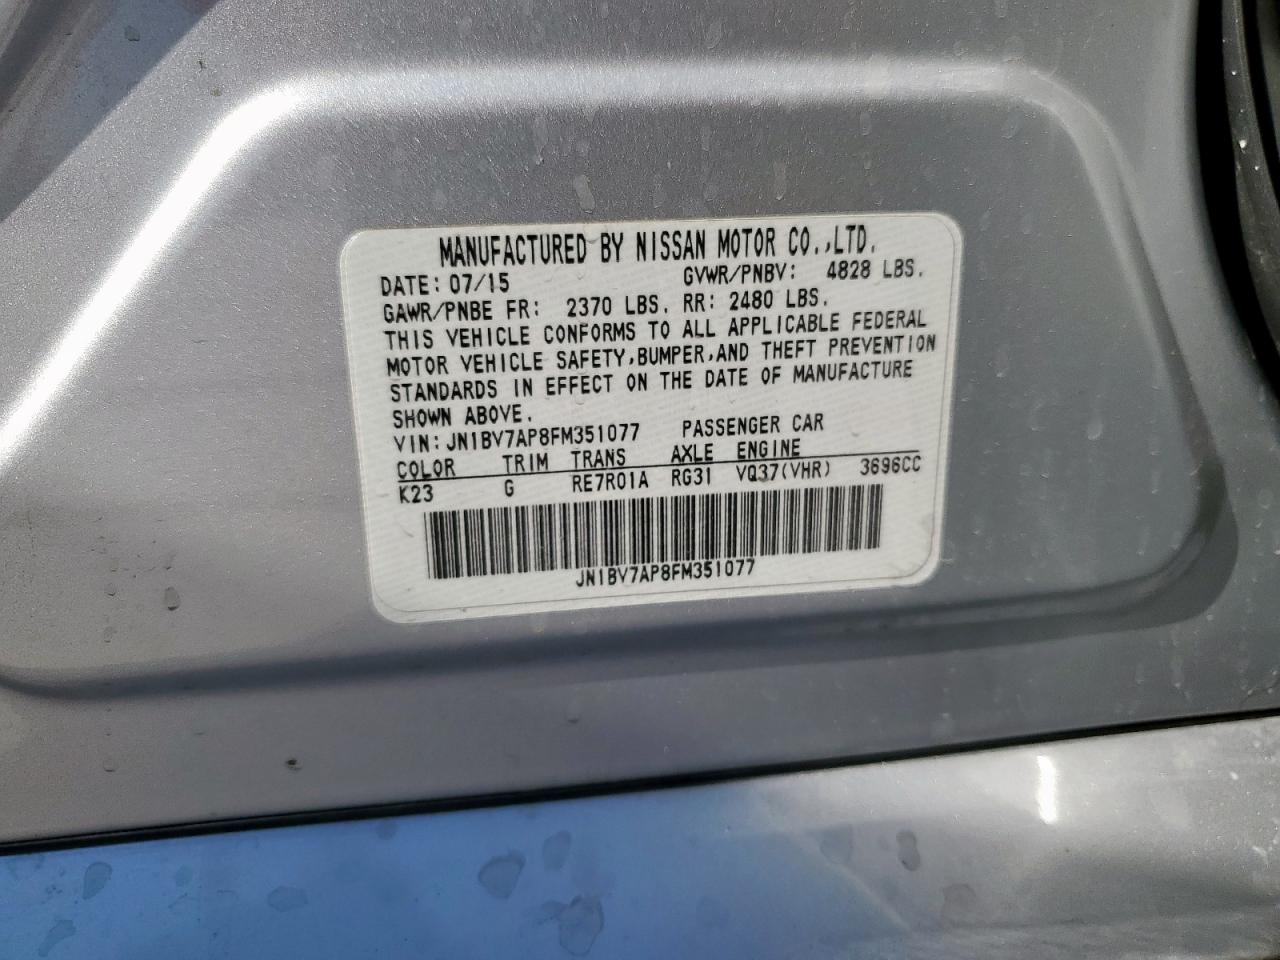 MANUFACTURED BY NISSAN MOTOR CO.,LTD.
DATE: 07/15 GVWR/PNBV: 4828 LBS.
GAWR/PNBE FR: 2370 LBS. RR: 2480 LBS.
THIS VEHICLE CONFORMS TO ALL APPLICABLE FEDERAL
MOTOR VEHICLE SAFETY,BUMPER,AND THEFT PREVENTION
STANDARDS IN EFFECT ON THE DATE OF MANUFACTURE
SHOWN ABOVE.
VIN: JN1BV7AP8FM351077 PASSENGER CAR
COLOR TRIM TRANS AXLE ENGINE
K23 G RE7R01A RG31 VQ37(VHR) 3696CC
JN1BV7AP8FM351077